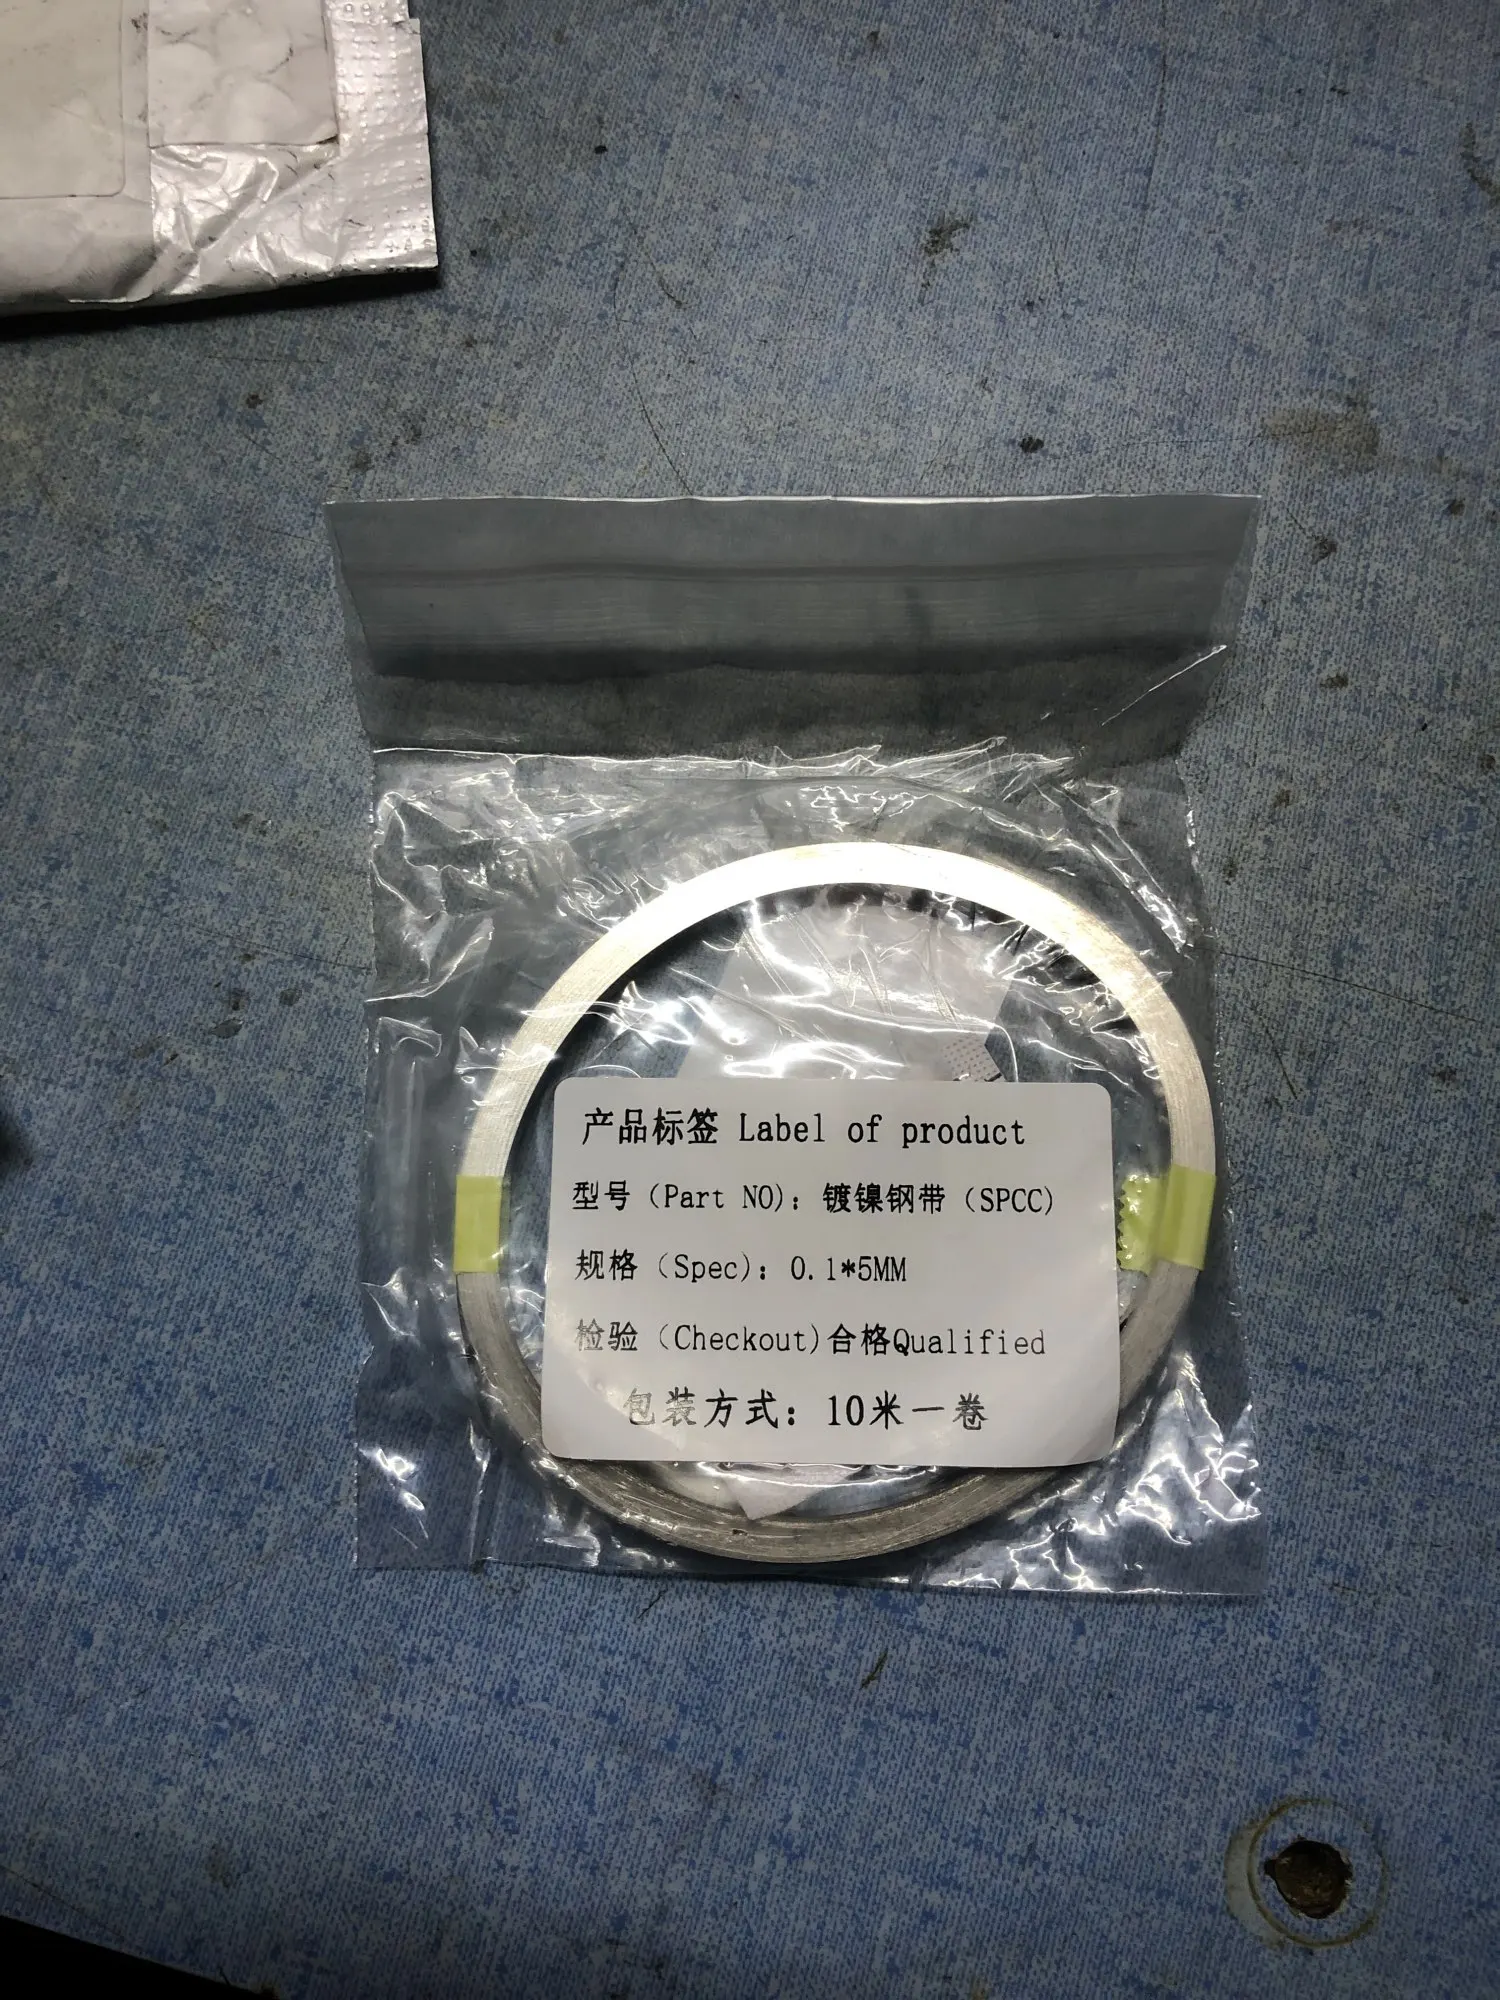 产品标签 Label of product
型号（Part NO)：镀镍钢带（SPCC)
规格（Spec)：0.1*5MM
检验（Checkout)合格Qualified
包装方式：10米一卷